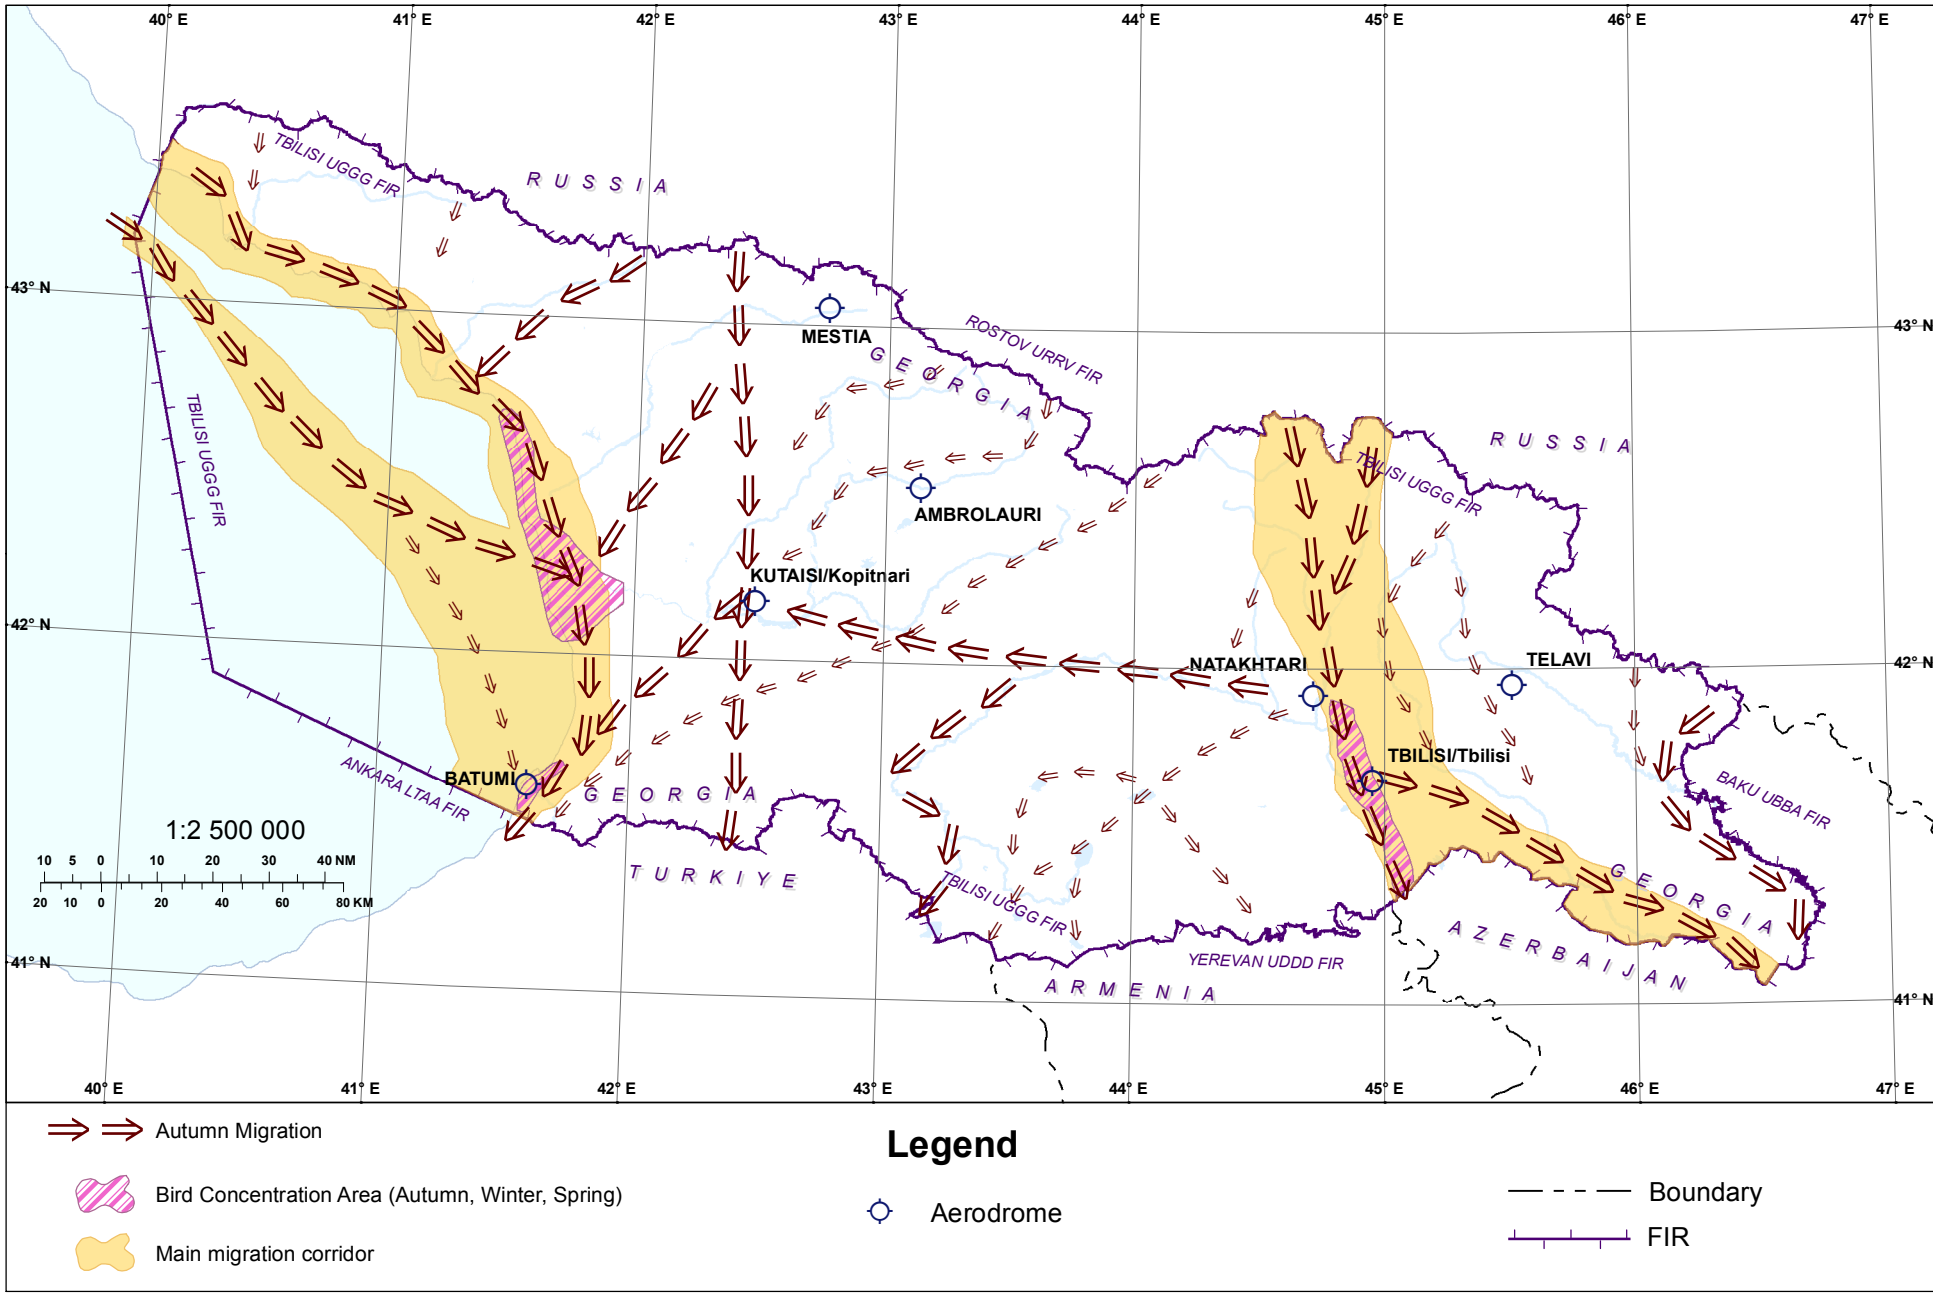 40° E 41° E 42° E 43° E 44° E 45° E 46° E 47° E
TBILISI UGGG FIR
RUSSIA
43° N
43° N
MESTIA
ROSTOV URRV FIR
GEORGIA
TBILISI UGGG FIR
RUSSIA
TBILISI UGGG FIR
AMBROLAURI
KUTAISI/Kopitnari
42° N
42° N
NATAKHTARI
TELAVI
BATUMI
TBILISI/Tbilisi
ANKARA LTAA FIR
GEORGIA
BAKU UBBA FIR
1:2 500 000
10 5 0 10 20 30 40 NM
20 10 0 20 40 60 80 KM
TURKIYE
TBILISI UGGG FIR
GEORGIA
AZERBAIJAN
YEREVAN UDDD FIR
ARMENIA
41° N
41° N
40° E 41° E 42° E 43° E 44° E 45° E 46° E 47° E
Legend
Autumn Migration
Bird Concentration Area (Autumn, Winter, Spring)
Main migration corridor
Aerodrome
Boundary
FIR